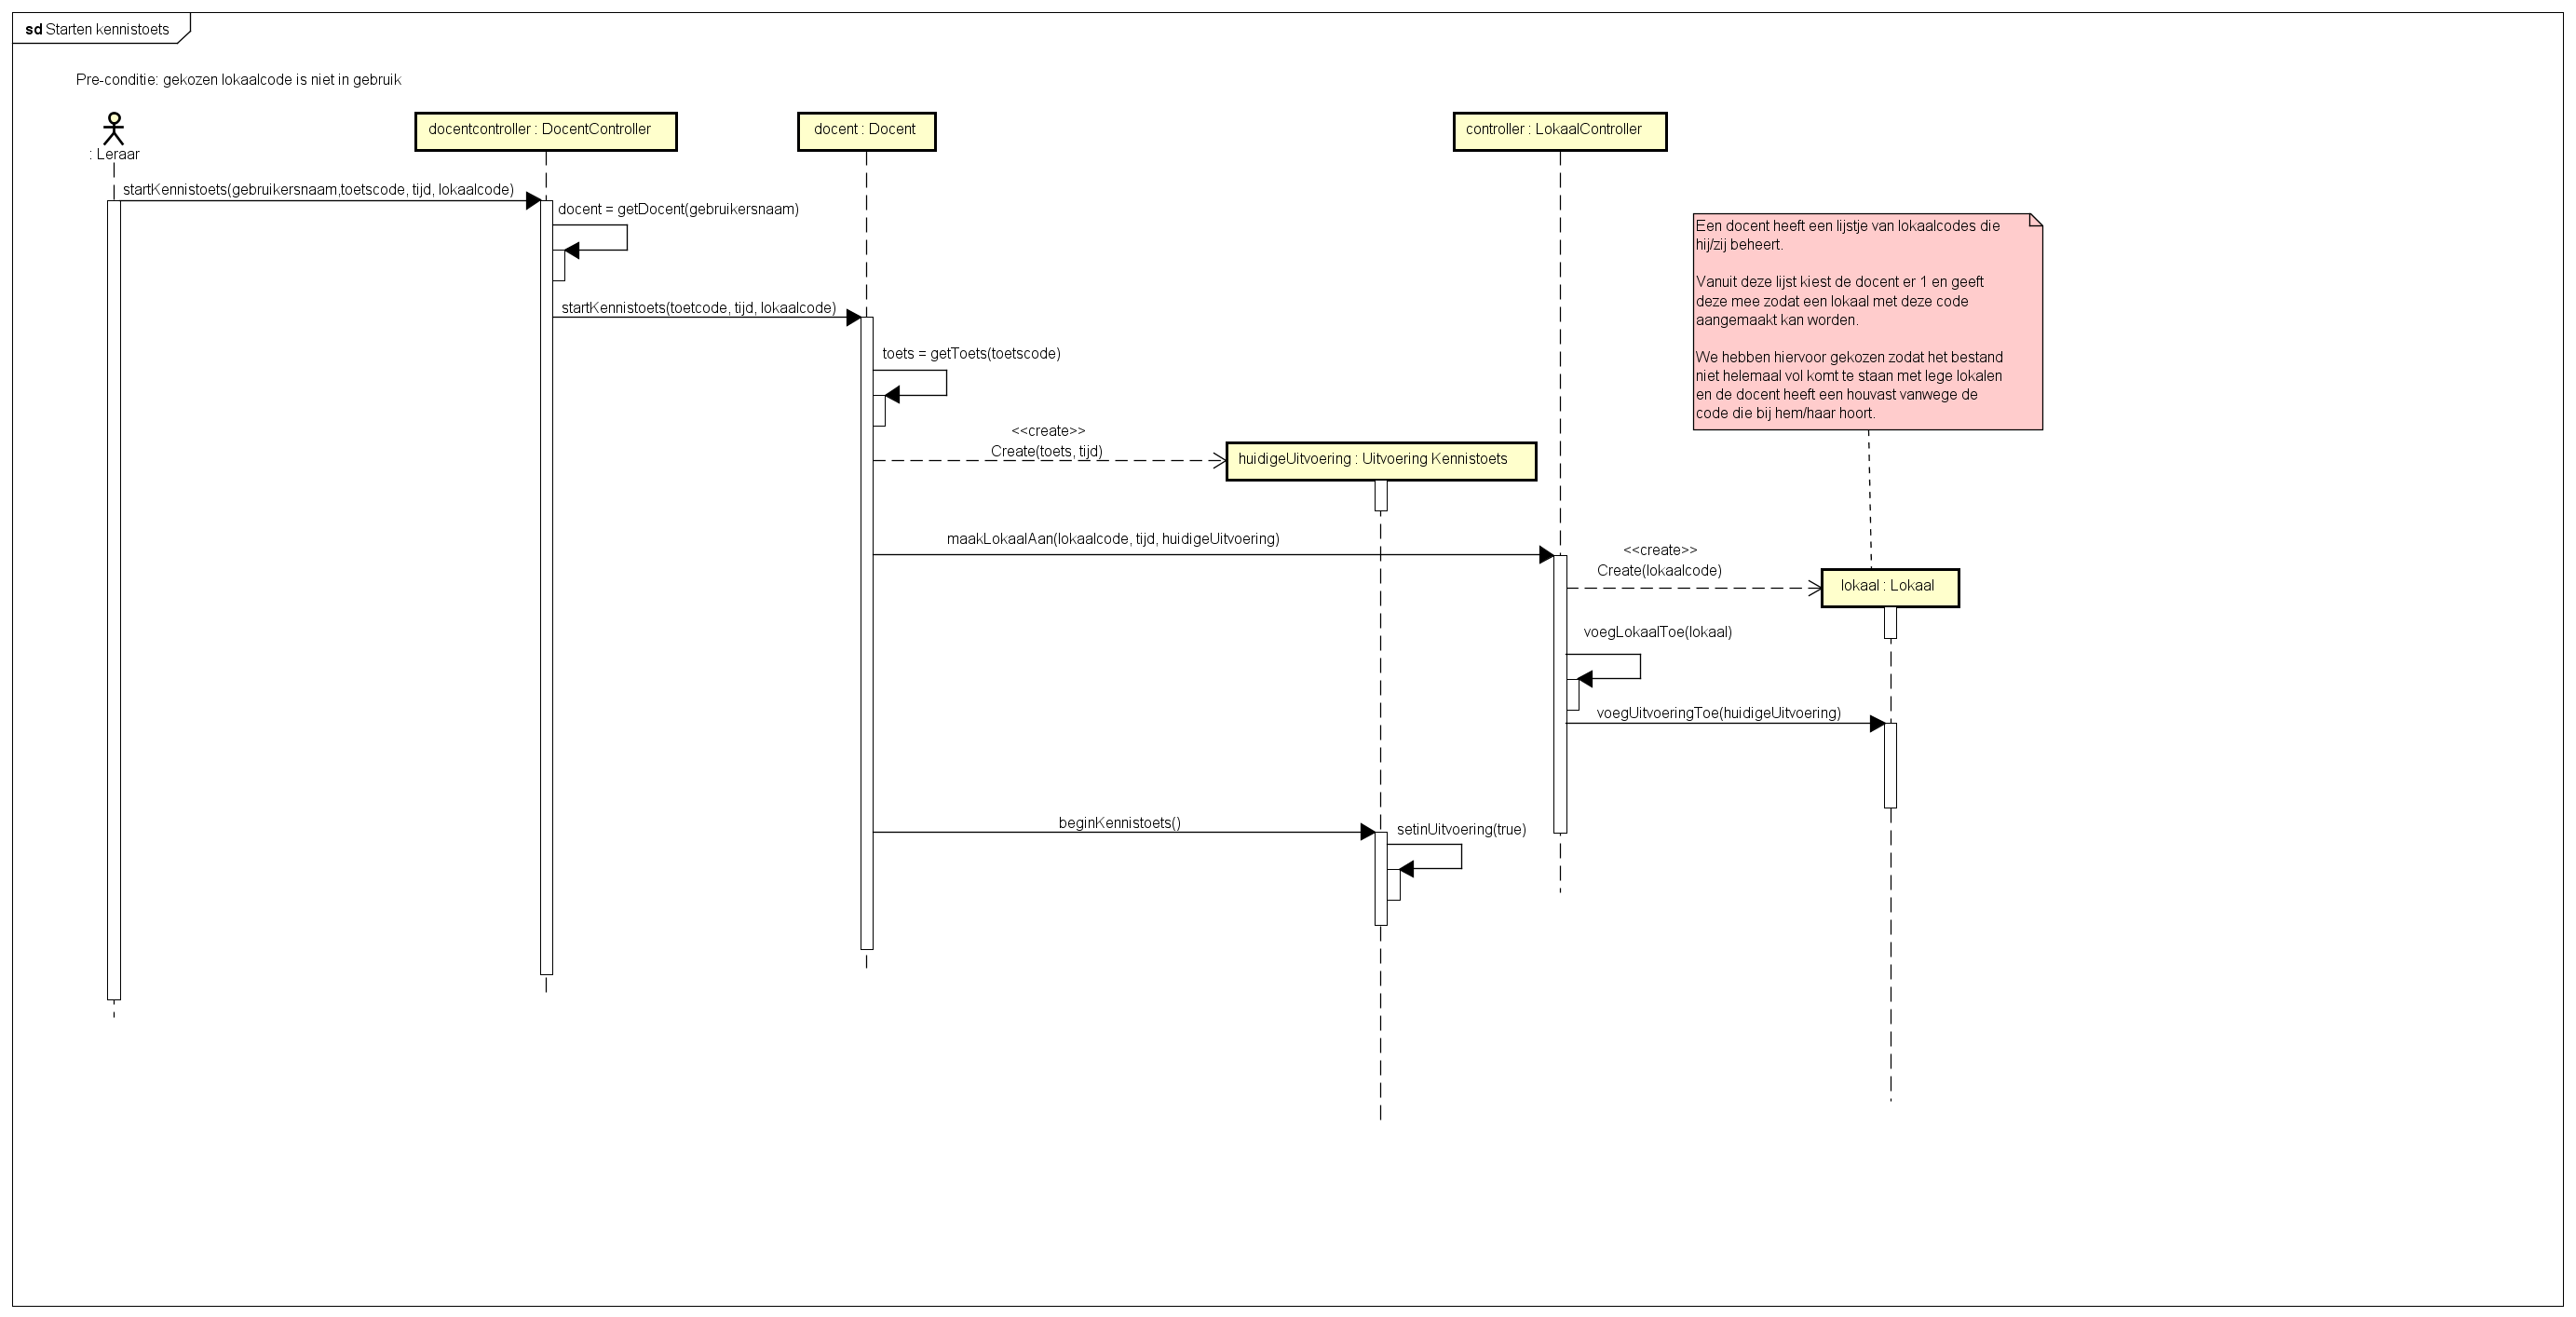 sd Starten kennistoets
Pre-conditie: gekozen lokaalcode is niet in gebruik
: Leraar
docentcontroller : DocentController
docent : Docent
controller : LokaalController
startKennistoets(gebruikersnaam,toetscode, tijd, lokaalcode)
docent = getDocent(gebruikersnaam)
Een docent heeft een lijstje van lokaalcodes die
hij/zij beheert.
Vanuit deze lijst kiest de docent er 1 en geeft
deze mee zodat een lokaal met deze code
aangemaakt kan worden.
We hebben hiervoor gekozen zodat het bestand
niet helemaal vol komt te staan met lege lokalen
en de docent heeft een houvast vanwege de
code die bij hem/haar hoort.
startKennistoets(toetcode, tijd, lokaalcode)
toets = getToets(toetscode)
<<create>>
Create(toets, tijd)
huidigeUitvoering : Uitvoering Kennistoets
maakLokaalAan(lokaalcode, tijd, huidigeUitvoering)
<<create>>
Create(lokaalcode)
lokaal : Lokaal
voegLokaalToe(lokaal)
voegUitvoeringToe(huidigeUitvoering)
beginKennistoets()
setinUitvoering(true)